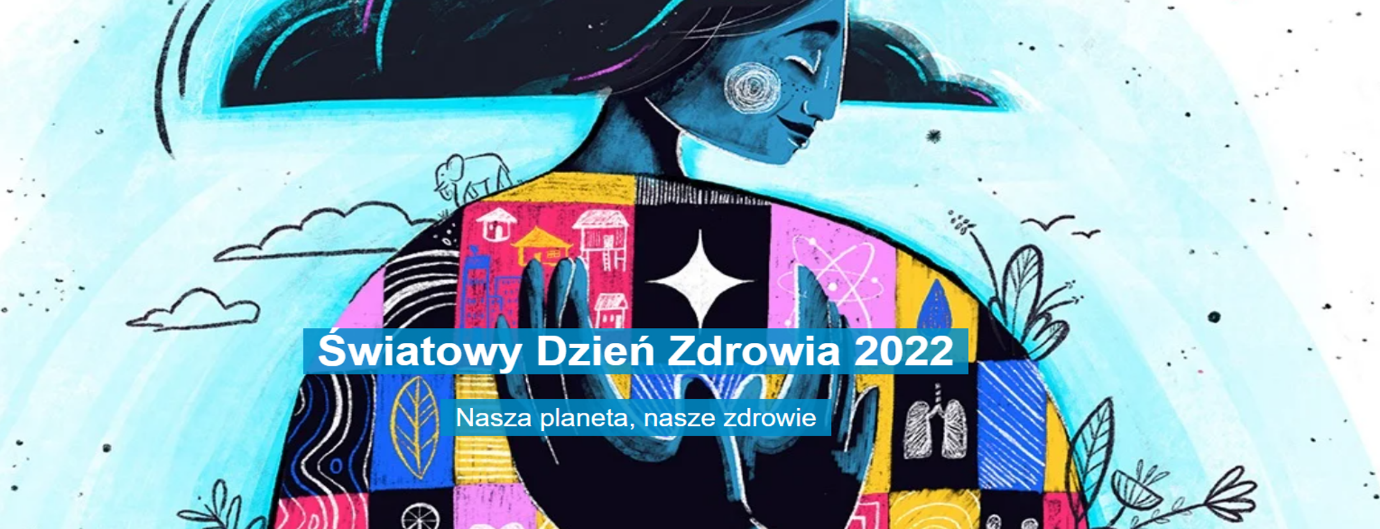 Światowy Dzień Zdrowia 2022
Nasza planeta, nasze zdrowie